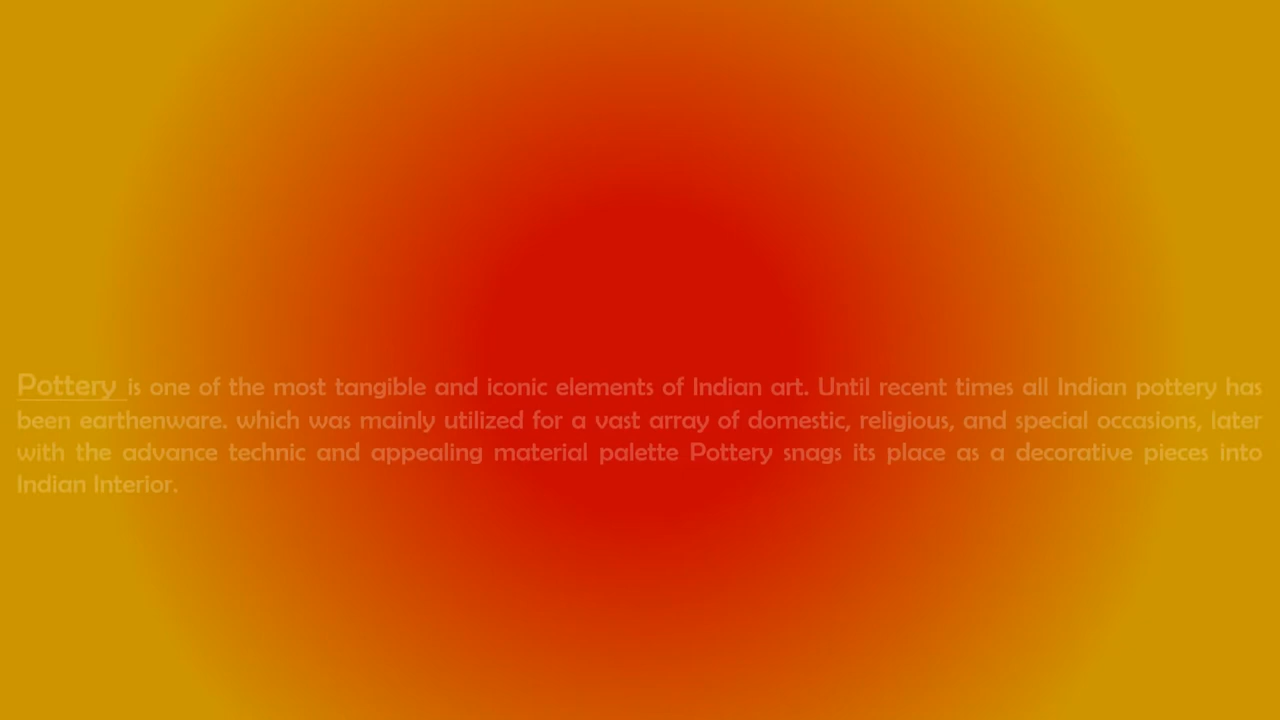 Pottery is one of the most tangible and iconic elements of Indian art. Until recent times all Indian pottery has
been earthenware. which was mainly utilized for a vast array of domestic, religious, and special occasions, later
with the advance technic and appealing material palette Pottery snags its place as a decorative pieces into
Indian Interior.